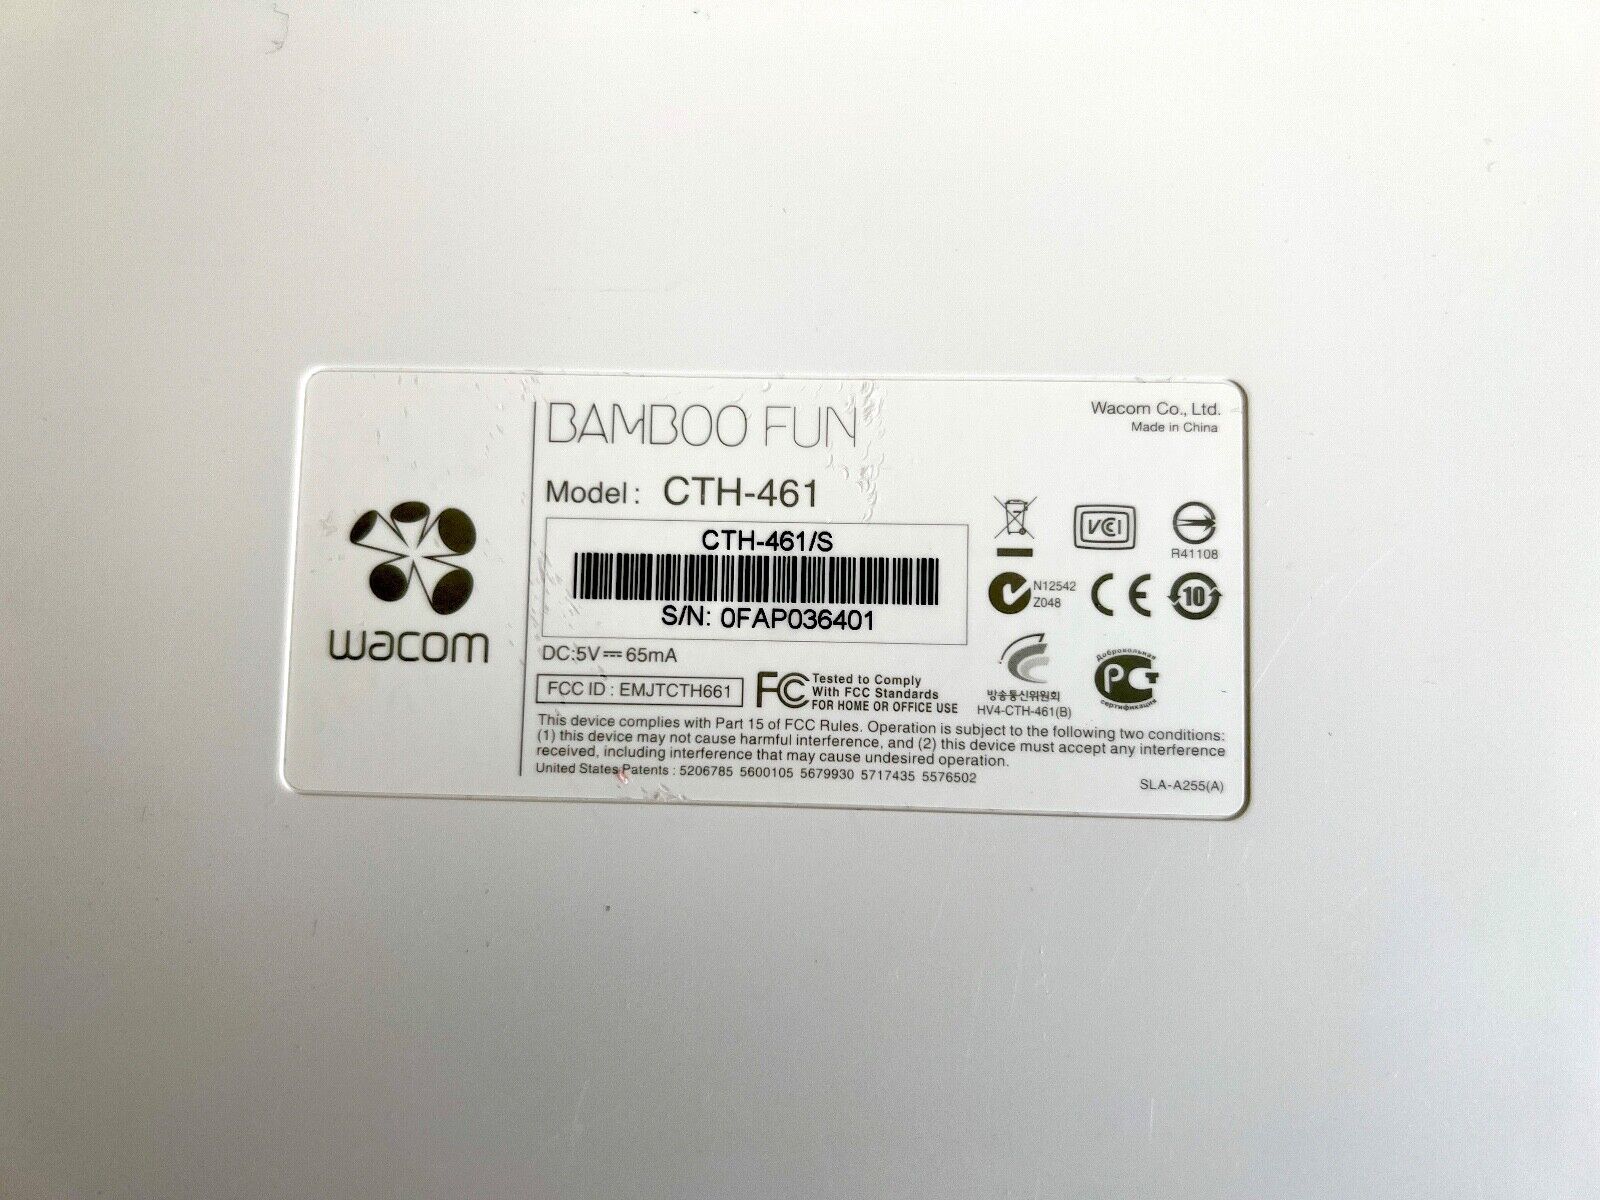 BAMBOO FUN
Wacom Co., Ltd.
Made in China
Model: CTH-461
CTH-461/S
S/N: 0FAP036401
wacom
VCCI
R41108
N12542
Z048
CE
10
방송통신위원회
HV4-CTH-461(B)
Добровольная
РСТ
сертификация
DC:5V⎓65mA
FCC ID : EMJTCTH661
FC Tested to Comply
With FCC Standards
FOR HOME OR OFFICE USE
This device complies with Part 15 of FCC Rules. Operation is subject to the following two conditions:
(1) this device may not cause harmful interference, and (2) this device must accept any interference
received, including interference that may cause undesired operation.
United States Patents : 5206785 5600105 5679930 5717435 5576502
SLA-A255(A)